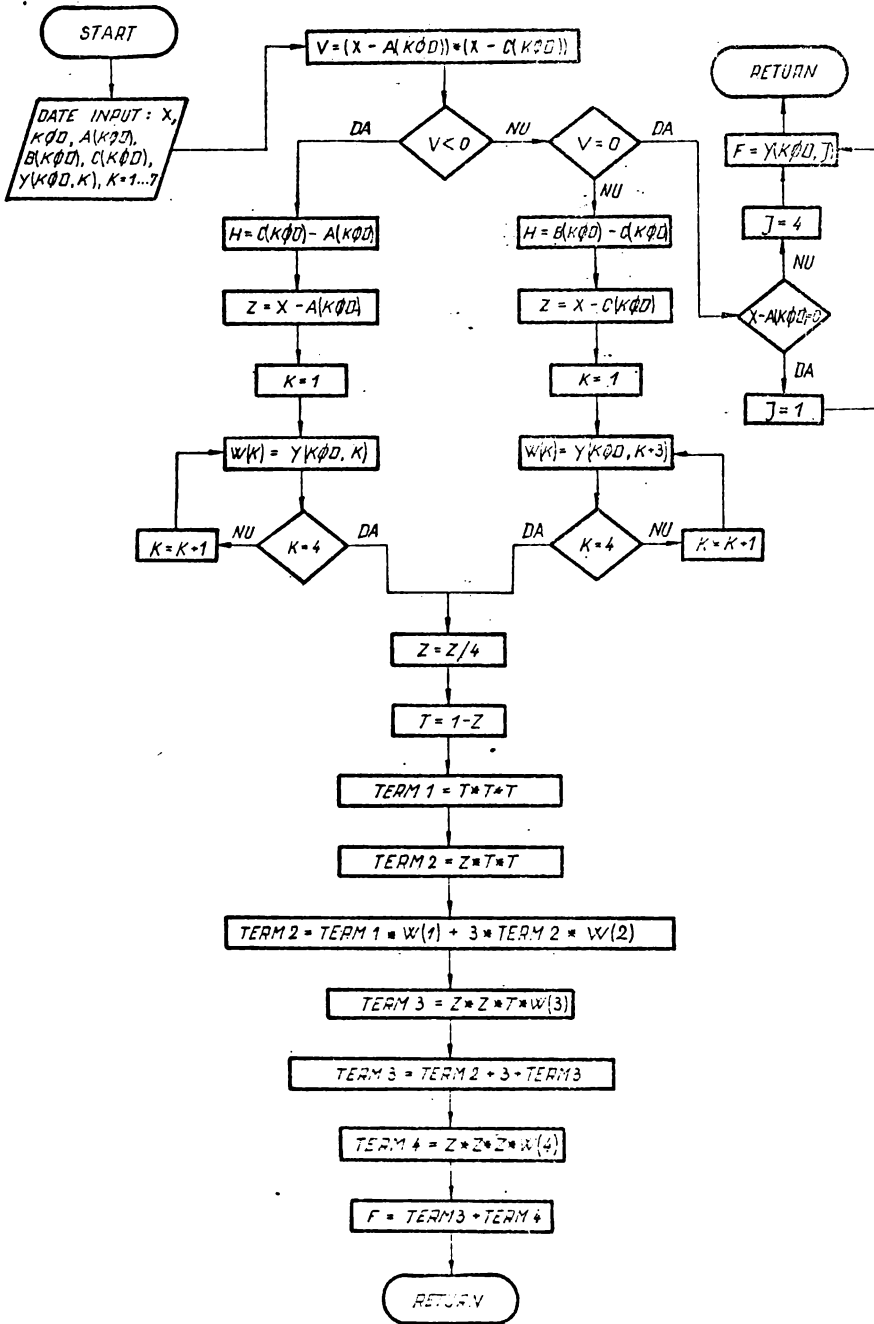 START
V = (X - A(KØD)) * (X - C(KØD))
DATE INPUT : X,
KØD, A(KØD),
B(KØD), C(KØD),
Y(KØD, K), K=1...7
RETURN
DA
V < 0
NU
V = 0
DA
F = Y(KØD, J)
NU
H = C(KØD) - A(KØD)
H = B(KØD) - C(KØD)
J = 4
NU
Z = X - A(KØD)
Z = X - C(KØD)
X-A(KØD)=0
DA
K = 1
K = 1
J = 1
W(K) = Y(KØD, K)
W(K) = Y(KØD, K+3)
K = K+1
NU
K = 4
DA
DA
K = 4
NU
K = K+1
Z = Z/4
T = 1-Z
TERM 1 = T*T*T
TERM 2 = Z*T*T
TERM 2 = TERM 1 * W(1) + 3 * TERM 2 * W(2)
TERM 3 = Z*Z*T*W(3)
TERM 3 = TERM 2 + 3 * TERM 3
TERM 4 = Z*Z*Z*W(4)
F = TERM 3 + TERM 4
RETURN